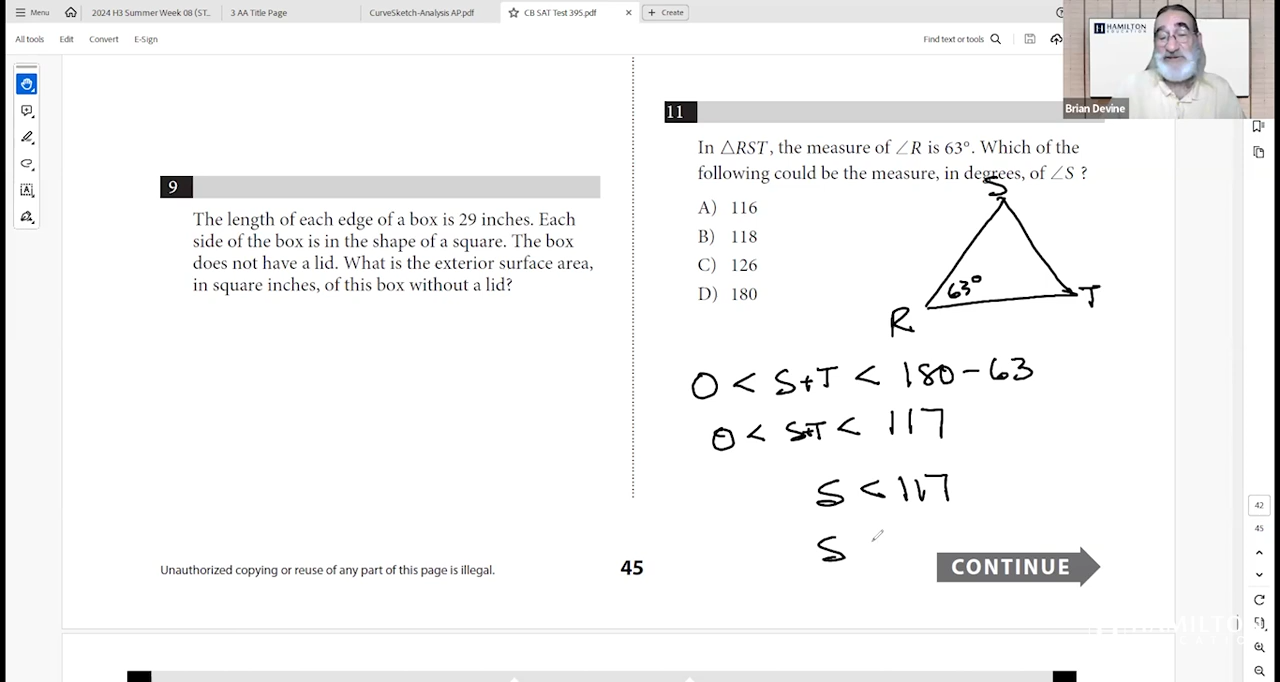 Menu
2024 H3 Summer Week 08 (ST...
3 AA Title Page
CurveSketch-Analysis AP.pdf
CB SAT Test 395.pdf
Create
All tools
Edit
Convert
E-Sign
Find text or tools
HAMILTON
EDUCATION
Brian Devine
9
The length of each edge of a box is 29 inches. Each
side of the box is in the shape of a square. The box
does not have a lid. What is the exterior surface area,
in square inches, of this box without a lid?
11
In △RST, the measure of ∠R is 63°. Which of the
following could be the measure, in degrees, of ∠S ?
A) 116
B) 118
C) 126
D) 180
S
63°
T
R
0 < S+T < 180-63
0 < S+T < 117
S < 117
S
Unauthorized copying or reuse of any part of this page is illegal.
45
CONTINUE
42
45
HAMILTON